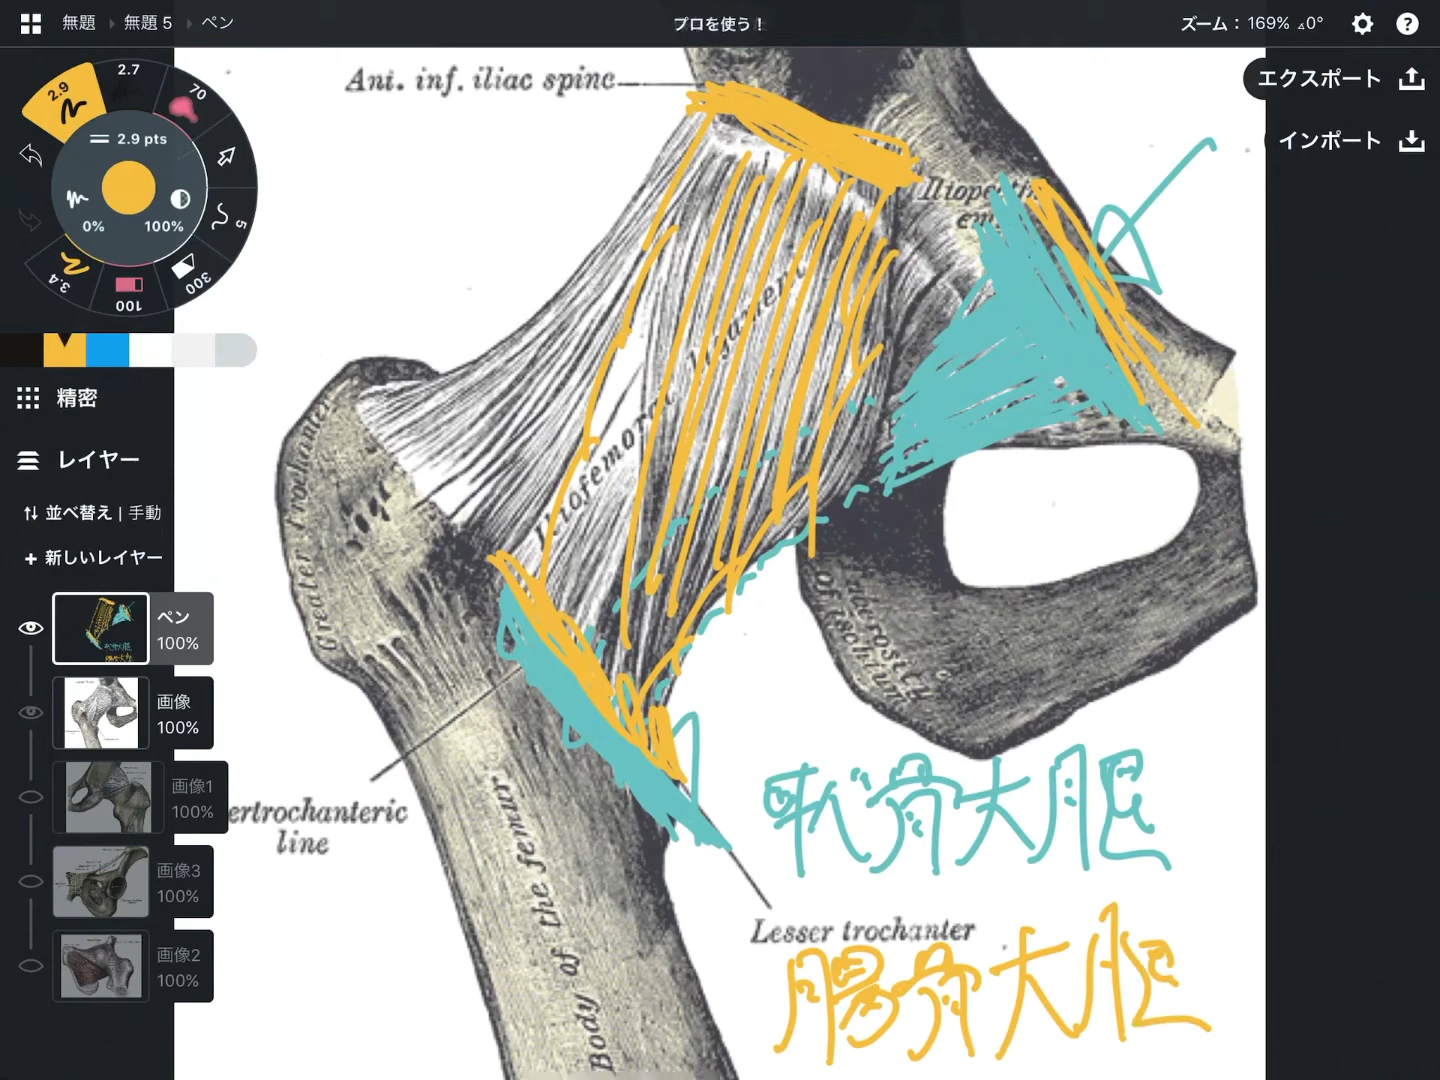 無題 無題 5 ペン
プロを使う！
ズーム： 169% ⊿0°
エクスポート
インポート
2.9
2.7
70
2.9 pts
0%
100%
5
300
100
3.4
精密
レイヤー
並べ替え | 手動
+ 新しいレイヤー
ペン
100%
画像
100%
画像1
100%
画像3
100%
画像2
100%
Ant. inf. iliac spine
Iliofemoral ligament
Greater trochanter
Tuberosity
of ischium
ertrochanteric
line
Body of the femur
Lesser trochanter
恥骨大腿
腸骨大腿